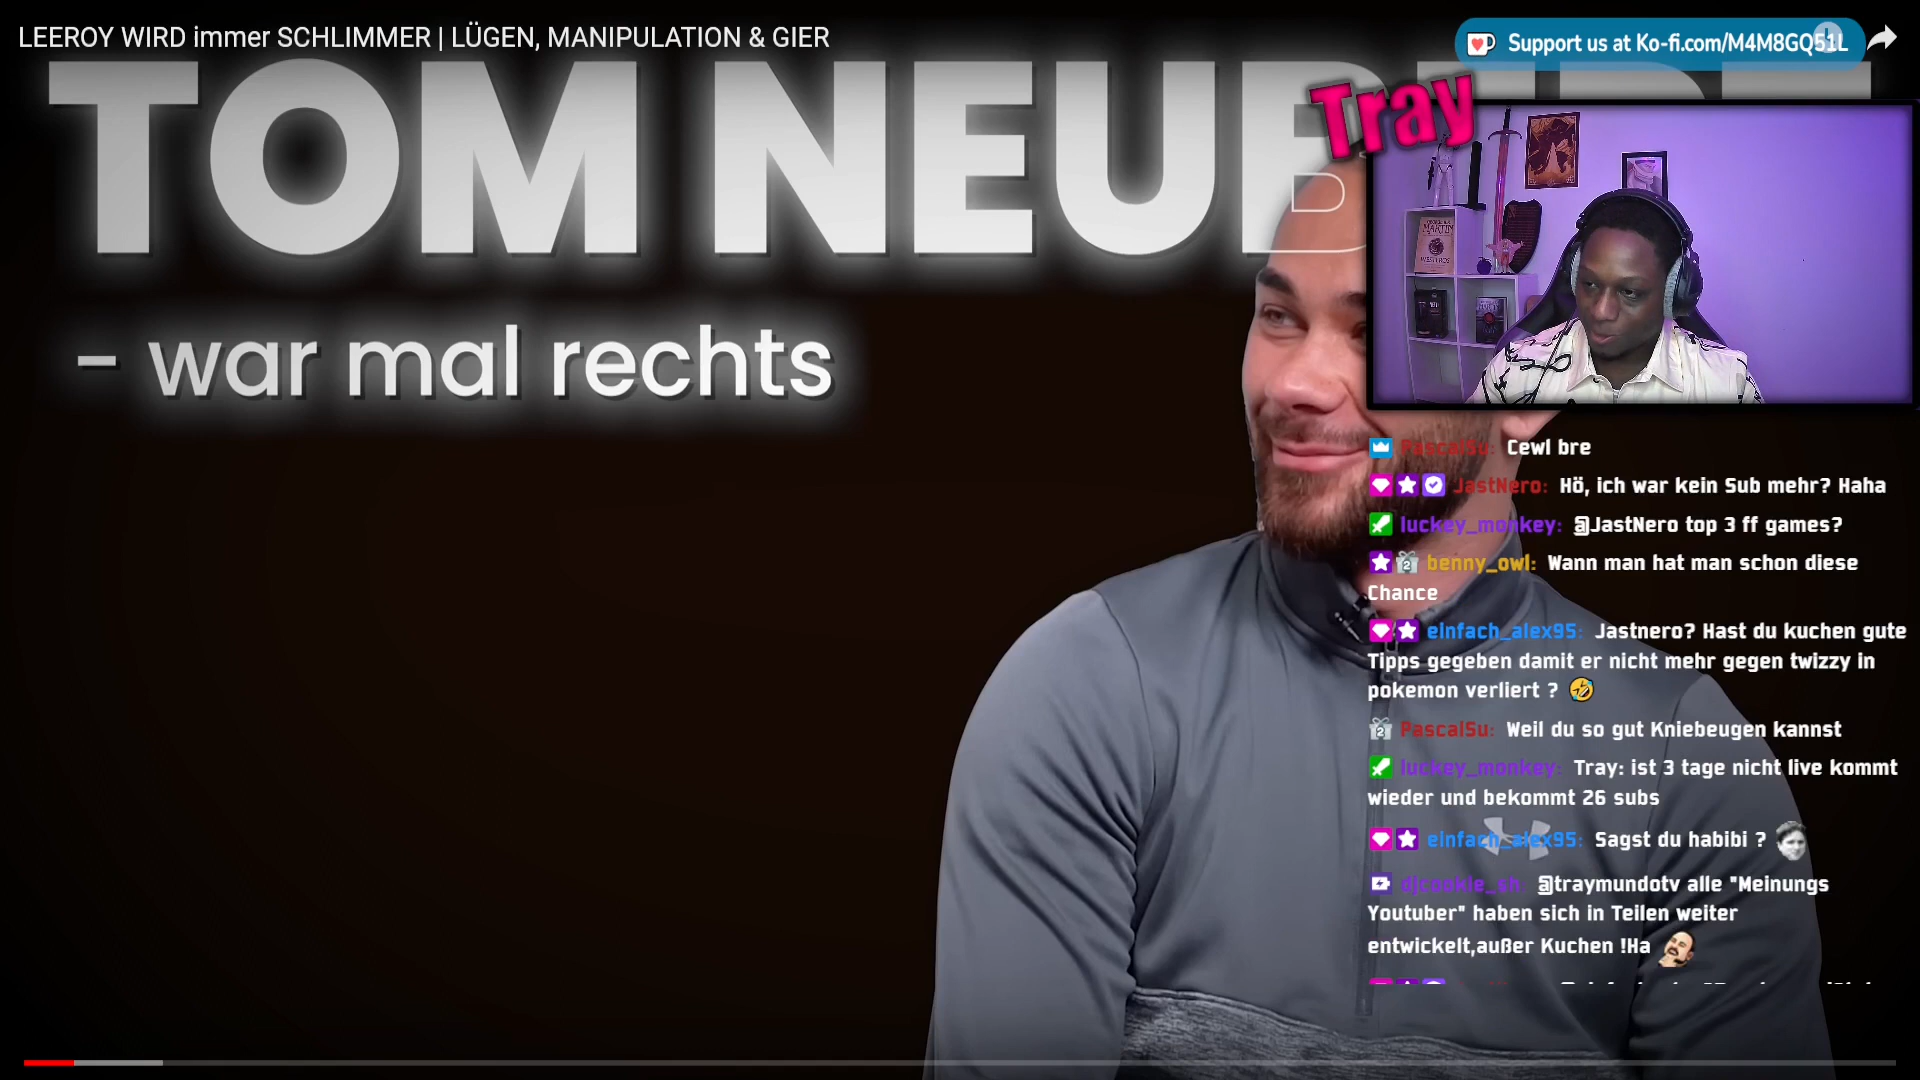 LEEROY WIRD immer SCHLIMMER | LÜGEN, MANIPULATION & GIER
Support us at Ko-fi.com/M4M8GQ51L
TOM
- war mal rechts
Tray
MARTIN
WESTEROS
PascalSu: Cewl bre
JastNero: Hö, ich war kein Sub mehr? Haha
luckey_monkey: @JastNero top 3 ff games?
benny_owl: Wann man hat man schon diese
Chance
einfach_alex95: Jastnero? Hast du kuchen gute
Tipps gegeben damit er nicht mehr gegen twizzy in
pokemon verliert ? 🤣
PascalSu: Weil du so gut Kniebeugen kannst
luckey_monkey: Tray: ist 3 tage nicht live kommt
wieder und bekommt 26 subs
einfach_alex95: Sagst du habibi ?
djcookie_sh: @traymundotv alle "Meinungs
Youtuber" haben sich in Teilen weiter
entwickelt,außer Kuchen !Ha